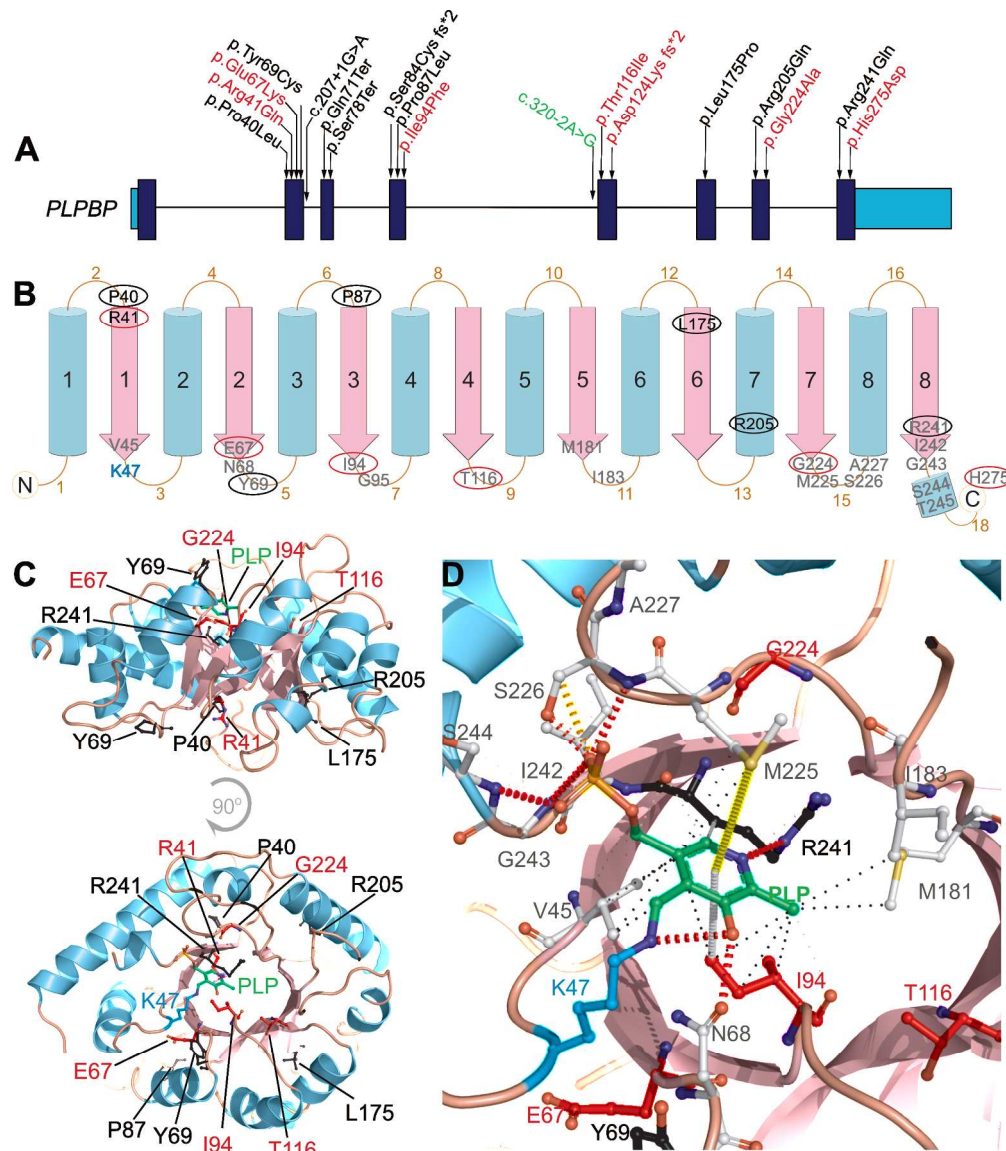 A
p.Pro40Leu
p.Arg41Gln
p.Glu67Lys
p.Tyr69Cys
c.207+1G>A
p.Gln71Ter
p.Ser78Ter
p.Ser84Cys fs*2
p.Pro87Leu
p.Ile94Phe
c.320-2A>G
p.Thr116Ile
p.Asp124Lys fs*2
p.Leu175Pro
p.Arg205Gln
p.Gly224Ala
p.Arg241Gln
p.His275Asp
PLPBP
B
2 4 6 8 10 12 14 16
P40 P87
R41 L175
1 1 2 2 3 3 4 4 5 5 6 6 7 7 8 8
R205 R241
V45 E67 M181 I242
K47 N68 I94 T116 G224 A227 G243
N Y69 G95 I183 M225 S226 S244 H275
T245 C
1 3 5 7 9 11 13 15 18
C
G224 PLP I94
Y69
E67 T116
R241
R205
Y69 P40 R41 L175
90º
R41 P40
R241 G224 R205
PLP
K47
E67
P87 Y69 I94 T116 L175
D
A227
G224
S226
S244
I242 M225 I183
G243 R241
PLP M181
V45
K47 I94
N68 T116
E67
Y69